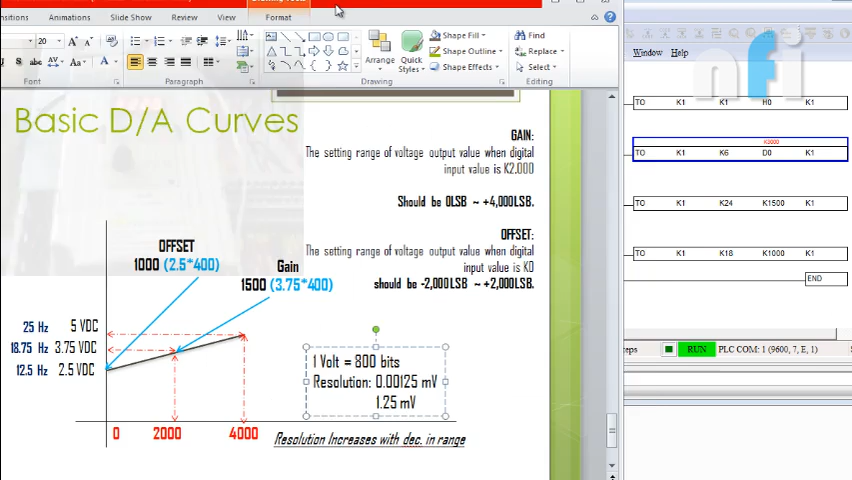 sitions Animations Slide Show Review View Format
20
Shape Fill
Shape Outline
Shape Effects
Arrange
Quick
Styles
Find
Replace
Select
Font Paragraph Drawing Editing
Window Help
nfi
Basic D/A Curves
GAIN:
The setting range of voltage output value when digital
input value is K2.000
Should be 0LSB ~ +4,000LSB.
OFFSET:
The setting range of voltage output value when digital
input value is K0
should be -2,000LSB ~ +2,000LSB.
OFFSET
1000 (2.5*400)
Gain
1500 (3.75*400)
25 Hz 5 VDC
18.75 Hz 3.75 VDC
12.5 Hz 2.5 VDC
0 2000 4000
1 Volt = 800 bits
Resolution: 0.00125 mV
1.25 mV
Resolution Increases with dec. in range
TO K1 K1 H0 K1
TO K1 K6 D0 K1
TO K1 K24 K1500 K1
TO K1 K18 K1000 K1
END
teps RUN PLC COM: 1 (9600, 7, E, 1)